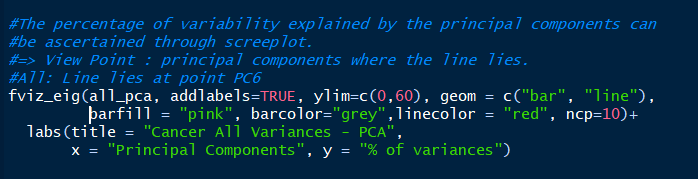 #The percentage of variability explained by the principal components can
#be ascertained through screeplot.
#=> View Point : principal components where the line lies.
#All: Line lies at point PC6
fviz_eig(all_pca, addlabels=TRUE, ylim=c(0,60), geom = c("bar", "line"),
barfill = "pink", barcolor="grey",linecolor = "red", ncp=10)+
labs(title = "Cancer All Variances - PCA",
x = "Principal Components", y = "% of variances")